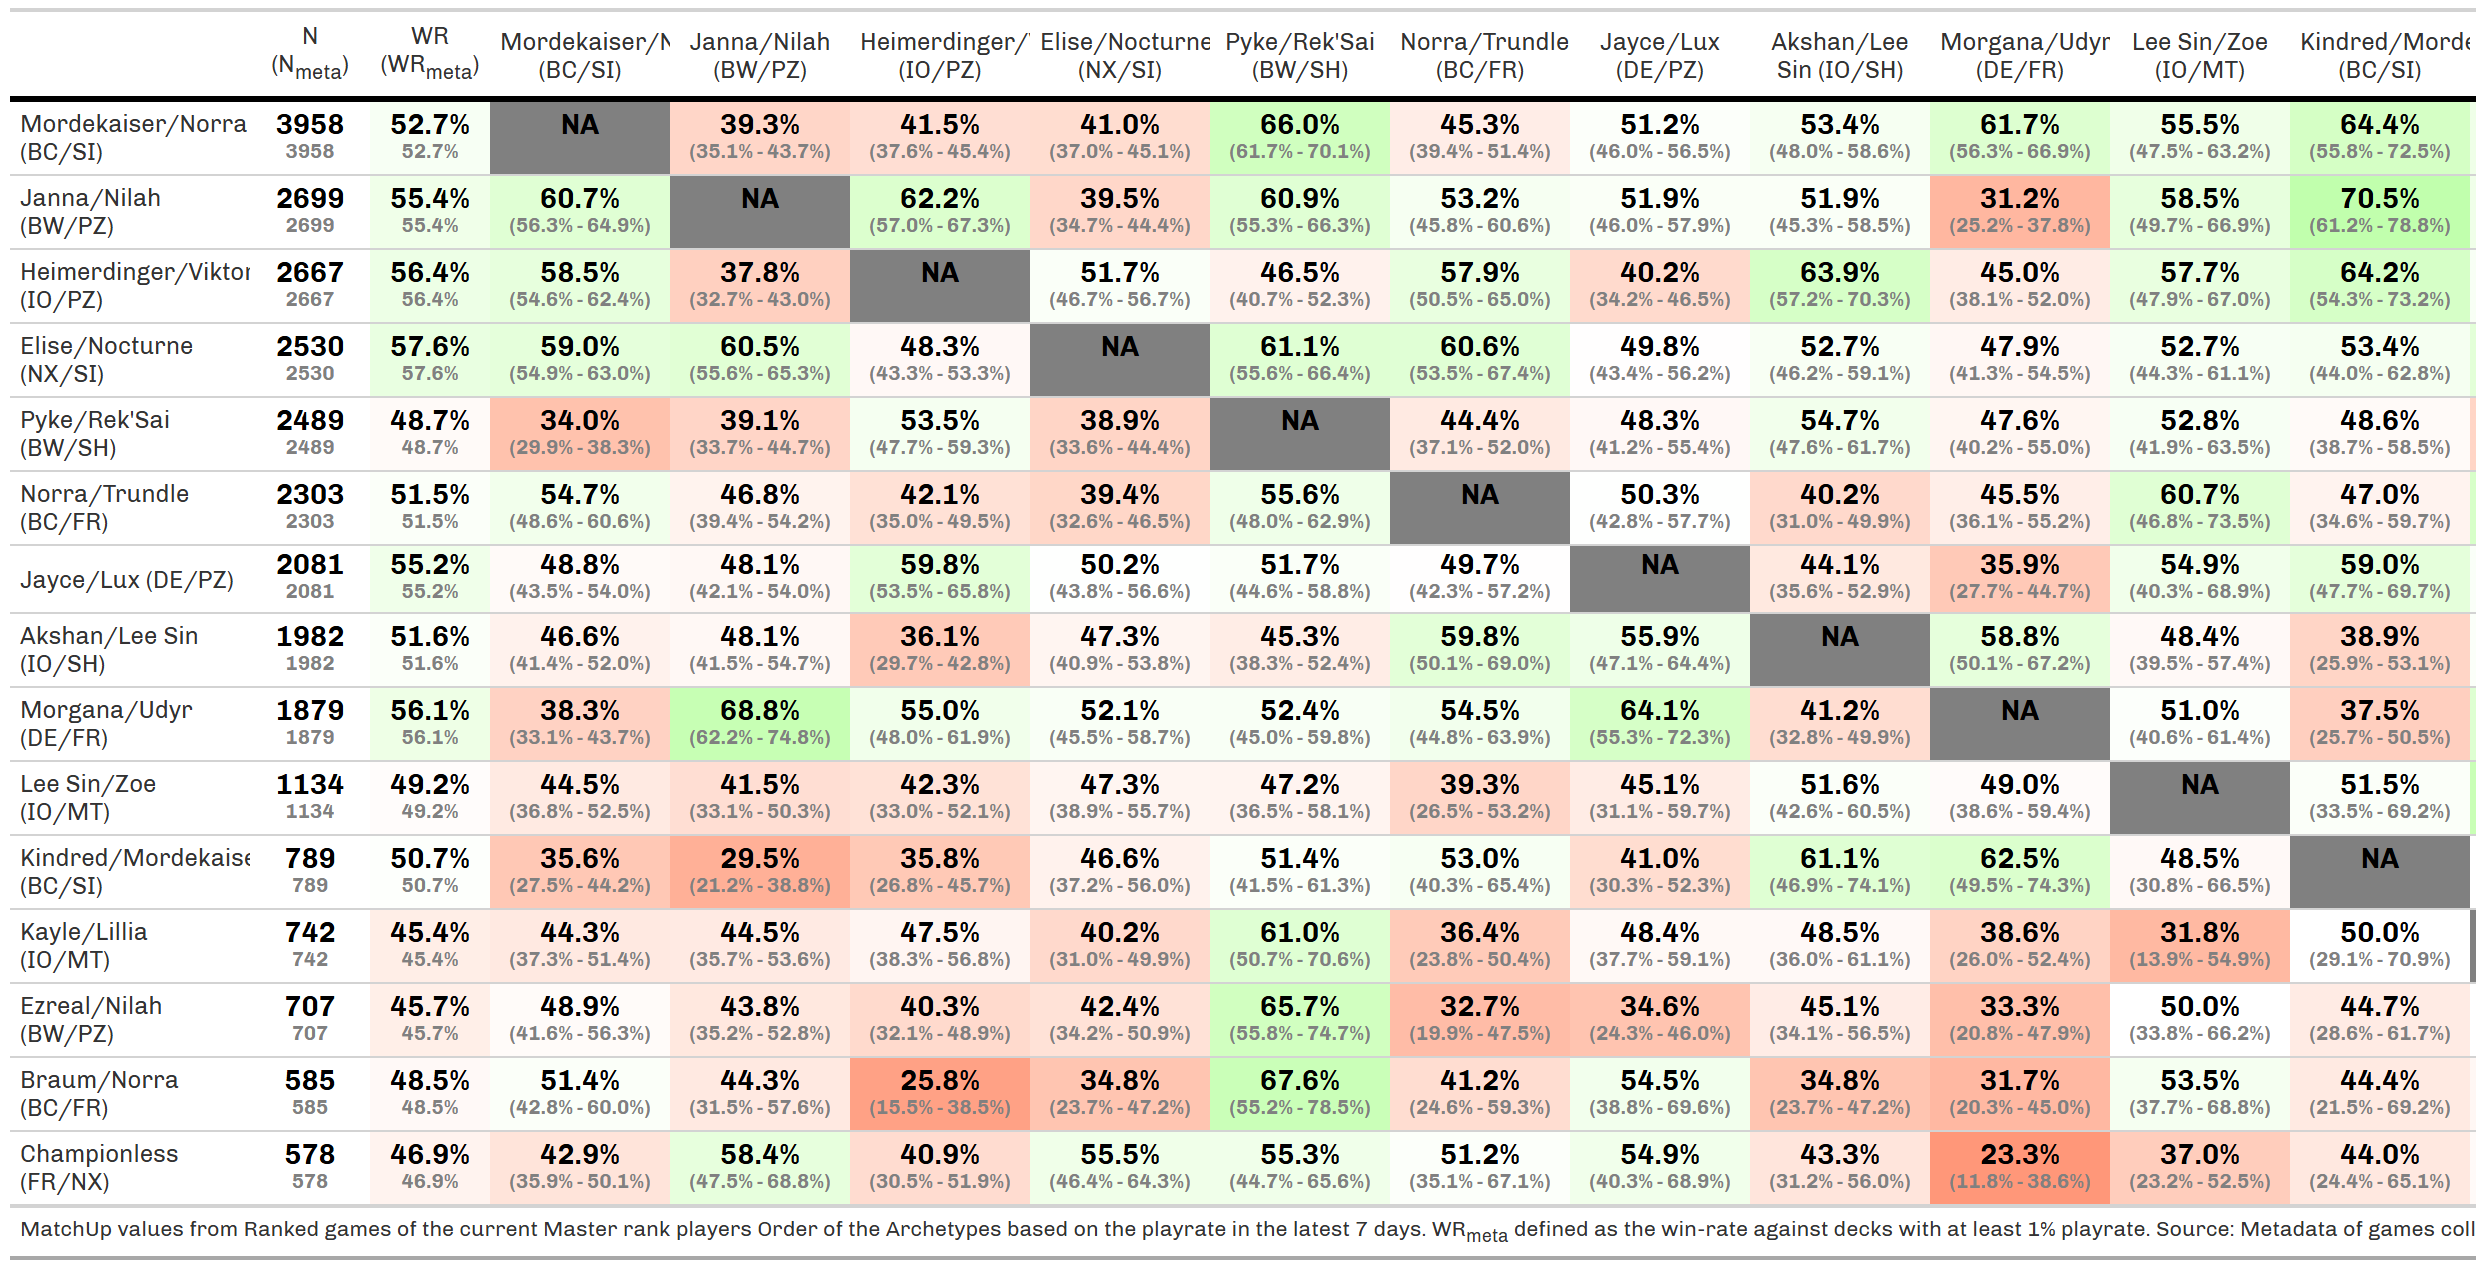 N WR Mordekaiser/N Janna/Nilah Heimerdinger/ Elise/Nocturne Pyke/Rek'Sai Norra/Trundle Jayce/Lux Akshan/Lee Morgana/Udyr Lee Sin/Zoe Kindred/Morde
(Nmeta) (WRmeta) (BC/SI) (BW/PZ) (IO/PZ) (NX/SI) (BW/SH) (BC/FR) (DE/PZ) Sin (IO/SH) (DE/FR) (IO/MT) (BC/SI)
Mordekaiser/Norra 3958 52.7% NA 39.3% 41.5% 41.0% 66.0% 45.3% 51.2% 53.4% 61.7% 55.5% 64.4%
(BC/SI) 3958 52.7% (35.1% - 43.7%) (37.6% - 45.4%) (37.0% - 45.1%) (61.7% - 70.1%) (39.4% - 51.4%) (46.0% - 56.5%) (48.0% - 58.6%) (56.3% - 66.9%) (47.5% - 63.2%) (55.8% - 72.5%)
Janna/Nilah 2699 55.4% 60.7% NA 62.2% 39.5% 60.9% 53.2% 51.9% 51.9% 31.2% 58.5% 70.5%
(BW/PZ) 2699 55.4% (56.3% - 64.9%) (57.0% - 67.3%) (34.7% - 44.4%) (55.3% - 66.3%) (45.8% - 60.6%) (46.0% - 57.9%) (45.3% - 58.5%) (25.2% - 37.8%) (49.7% - 66.9%) (61.2% - 78.8%)
Heimerdinger/Viktor 2667 56.4% 58.5% 37.8% NA 51.7% 46.5% 57.9% 40.2% 63.9% 45.0% 57.7% 64.2%
(IO/PZ) 2667 56.4% (54.6% - 62.4%) (32.7% - 43.0%) (46.7% - 56.7%) (40.7% - 52.3%) (50.5% - 65.0%) (34.2% - 46.5%) (57.2% - 70.3%) (38.1% - 52.0%) (47.9% - 67.0%) (54.3% - 73.2%)
Elise/Nocturne 2530 57.6% 59.0% 60.5% 48.3% NA 61.1% 60.6% 49.8% 52.7% 47.9% 52.7% 53.4%
(NX/SI) 2530 57.6% (54.9% - 63.0%) (55.6% - 65.3%) (43.3% - 53.3%) (55.6% - 66.4%) (53.5% - 67.4%) (43.4% - 56.2%) (46.2% - 59.1%) (41.3% - 54.5%) (44.3% - 61.1%) (44.0% - 62.8%)
Pyke/Rek'Sai 2489 48.7% 34.0% 39.1% 53.5% 38.9% NA 44.4% 48.3% 54.7% 47.6% 52.8% 48.6%
(BW/SH) 2489 48.7% (29.9% - 38.3%) (33.7% - 44.7%) (47.7% - 59.3%) (33.6% - 44.4%) (37.1% - 52.0%) (41.2% - 55.4%) (47.6% - 61.7%) (40.2% - 55.0%) (41.9% - 63.5%) (38.7% - 58.5%)
Norra/Trundle 2303 51.5% 54.7% 46.8% 42.1% 39.4% 55.6% NA 50.3% 40.2% 45.5% 60.7% 47.0%
(BC/FR) 2303 51.5% (48.6% - 60.6%) (39.4% - 54.2%) (35.0% - 49.5%) (32.6% - 46.5%) (48.0% - 62.9%) (42.8% - 57.7%) (31.0% - 49.9%) (36.1% - 55.2%) (46.8% - 73.5%) (34.6% - 59.7%)
Jayce/Lux (DE/PZ) 2081 55.2% 48.8% 48.1% 59.8% 50.2% 51.7% 49.7% NA 44.1% 35.9% 54.9% 59.0%
2081 55.2% (43.5% - 54.0%) (42.1% - 54.0%) (53.5% - 65.8%) (43.8% - 56.6%) (44.6% - 58.8%) (42.3% - 57.2%) (35.6% - 52.9%) (27.7% - 44.7%) (40.3% - 68.9%) (47.7% - 69.7%)
Akshan/Lee Sin 1982 51.6% 46.6% 48.1% 36.1% 47.3% 45.3% 59.8% 55.9% NA 58.8% 48.4% 38.9%
(IO/SH) 1982 51.6% (41.4% - 52.0%) (41.5% - 54.7%) (29.7% - 42.8%) (40.9% - 53.8%) (38.3% - 52.4%) (50.1% - 69.0%) (47.1% - 64.4%) (50.1% - 67.2%) (39.5% - 57.4%) (25.9% - 53.1%)
Morgana/Udyr 1879 56.1% 38.3% 68.8% 55.0% 52.1% 52.4% 54.5% 64.1% 41.2% NA 51.0% 37.5%
(DE/FR) 1879 56.1% (33.1% - 43.7%) (62.2% - 74.8%) (48.0% - 61.9%) (45.5% - 58.7%) (45.0% - 59.8%) (44.8% - 63.9%) (55.3% - 72.3%) (32.8% - 49.9%) (40.6% - 61.4%) (25.7% - 50.5%)
Lee Sin/Zoe 1134 49.2% 44.5% 41.5% 42.3% 47.3% 47.2% 39.3% 45.1% 51.6% 49.0% NA 51.5%
(IO/MT) 1134 49.2% (36.8% - 52.5%) (33.1% - 50.3%) (33.0% - 52.1%) (38.9% - 55.7%) (36.5% - 58.1%) (26.5% - 53.2%) (31.1% - 59.7%) (42.6% - 60.5%) (38.6% - 59.4%) (33.5% - 69.2%)
Kindred/Mordekaise 789 50.7% 35.6% 29.5% 35.8% 46.6% 51.4% 53.0% 41.0% 61.1% 62.5% 48.5% NA
(BC/SI) 789 50.7% (27.5% - 44.2%) (21.2% - 38.8%) (26.8% - 45.7%) (37.2% - 56.0%) (41.5% - 61.3%) (40.3% - 65.4%) (30.3% - 52.3%) (46.9% - 74.1%) (49.5% - 74.3%) (30.8% - 66.5%)
Kayle/Lillia 742 45.4% 44.3% 44.5% 47.5% 40.2% 61.0% 36.4% 48.4% 48.5% 38.6% 31.8% 50.0%
(IO/MT) 742 45.4% (37.3% - 51.4%) (35.7% - 53.6%) (38.3% - 56.8%) (31.0% - 49.9%) (50.7% - 70.6%) (23.8% - 50.4%) (37.7% - 59.1%) (36.0% - 61.1%) (26.0% - 52.4%) (13.9% - 54.9%) (29.1% - 70.9%)
Ezreal/Nilah 707 45.7% 48.9% 43.8% 40.3% 42.4% 65.7% 32.7% 34.6% 45.1% 33.3% 50.0% 44.7%
(BW/PZ) 707 45.7% (41.6% - 56.3%) (35.2% - 52.8%) (32.1% - 48.9%) (34.2% - 50.9%) (55.8% - 74.7%) (19.9% - 47.5%) (24.3% - 46.0%) (34.1% - 56.5%) (20.8% - 47.9%) (33.8% - 66.2%) (28.6% - 61.7%)
Braum/Norra 585 48.5% 51.4% 44.3% 25.8% 34.8% 67.6% 41.2% 54.5% 34.8% 31.7% 53.5% 44.4%
(BC/FR) 585 48.5% (42.8% - 60.0%) (31.5% - 57.6%) (15.5% - 38.5%) (23.7% - 47.2%) (55.2% - 78.5%) (24.6% - 59.3%) (38.8% - 69.6%) (23.7% - 47.2%) (20.3% - 45.0%) (37.7% - 68.8%) (21.5% - 69.2%)
Championless 578 46.9% 42.9% 58.4% 40.9% 55.5% 55.3% 51.2% 54.9% 43.3% 23.3% 37.0% 44.0%
(FR/NX) 578 46.9% (35.9% - 50.1%) (47.5% - 68.8%) (30.5% - 51.9%) (46.4% - 64.3%) (44.7% - 65.6%) (35.1% - 67.1%) (40.3% - 68.9%) (31.2% - 56.0%) (11.8% - 38.6%) (23.2% - 52.5%) (24.4% - 65.1%)
MatchUp values from Ranked games of the current Master rank players Order of the Archetypes based on the playrate in the latest 7 days. WRmeta defined as the win-rate against decks with at least 1% playrate. Source: Metadata of games coll